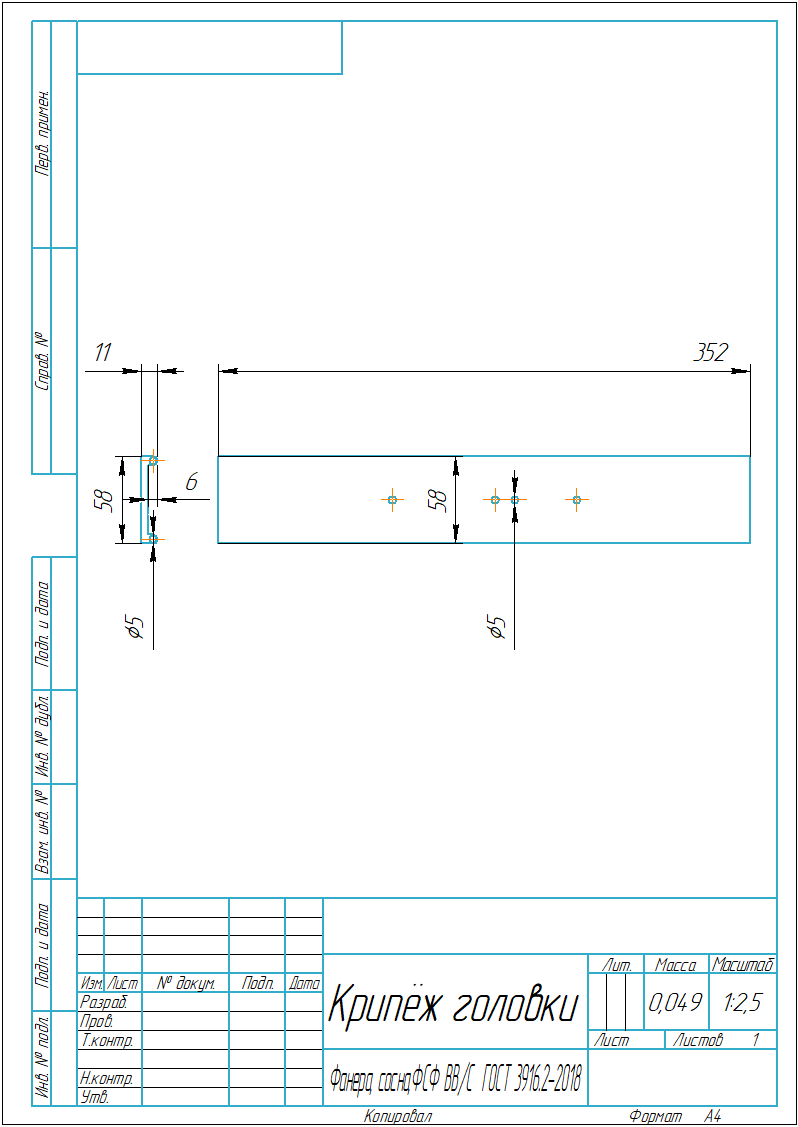 Перв. примен.
Справ. №
11
352
58
6
58
⌀5
⌀5
Подп. и дата
Инв. № дубл.
Взам. инв. №
Подп. и дата
Инв. № подл.
Изм. Лист № докум. Подп. Дата
Разраб.
Пров.
Т.контр.
Н.контр.
Утв.
Крипёж головки
Фанера, сосна,ФСФ ВВ/С ГОСТ 3916.2-2018
Лит. Масса Масштаб
0,049 1:2,5
Лист Листов 1
Копировал Формат А4